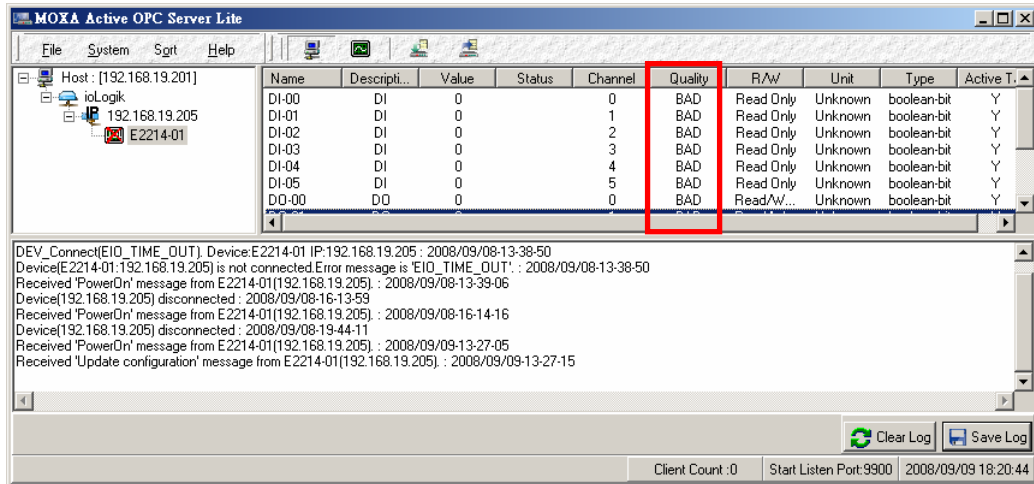 MOXA Active OPC Server Lite
File System Sort Help
Host : [192.168.19.201]
ioLogik
192.168.19.205
E2214-01
Name Descripti... Value Status Channel Quality R/W Unit Type Active T.
DI-00 DI 0 0 BAD Read Only Unknown boolean-bit Y
DI-01 DI 0 1 BAD Read Only Unknown boolean-bit Y
DI-02 DI 0 2 BAD Read Only Unknown boolean-bit Y
DI-03 DI 0 3 BAD Read Only Unknown boolean-bit Y
DI-04 DI 0 4 BAD Read Only Unknown boolean-bit Y
DI-05 DI 0 5 BAD Read Only Unknown boolean-bit Y
DO-00 DO 0 0 BAD Read/W... Unknown boolean-bit Y
DEV_Connect(EIO_TIME_OUT). Device:E2214-01 IP:192.168.19.205 : 2008/09/08-13-38-50
Device(E2214-01:192.168.19.205) is not connected.Error message is 'EIO_TIME_OUT'. : 2008/09/08-13-38-50
Received 'PowerOn' message from E2214-01(192.168.19.205). : 2008/09/08-13-39-06
Device(192.168.19.205) disconnected : 2008/09/08-16-13-59
Received 'PowerOn' message from E2214-01(192.168.19.205). : 2008/09/08-16-14-16
Device(192.168.19.205) disconnected : 2008/09/08-19-44-11
Received 'PowerOn' message from E2214-01(192.168.19.205). : 2008/09/09-13-27-05
Received 'Update configuration' message from E2214-01(192.168.19.205). : 2008/09/09-13-27-15
Clear Log Save Log
Client Count :0 Start Listen Port:9900 2008/09/09 18:20:44